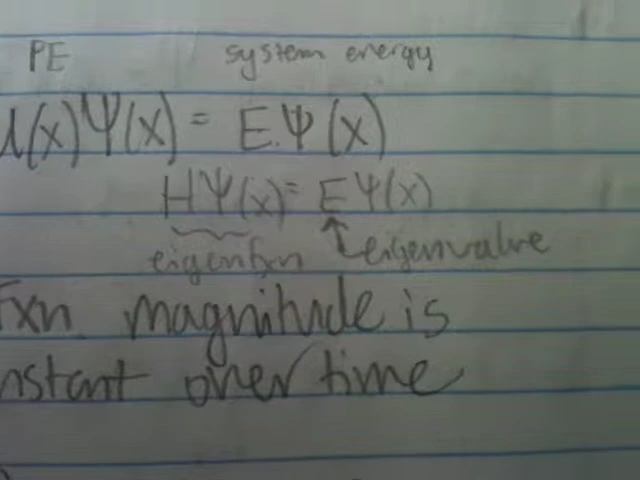 PE system energy
U(x)Ψ(x) = E.Ψ(x)
HΨ(x) = EΨ(x)
eigenfxn eigenvalue
Fxn magnitude is
nstant over time